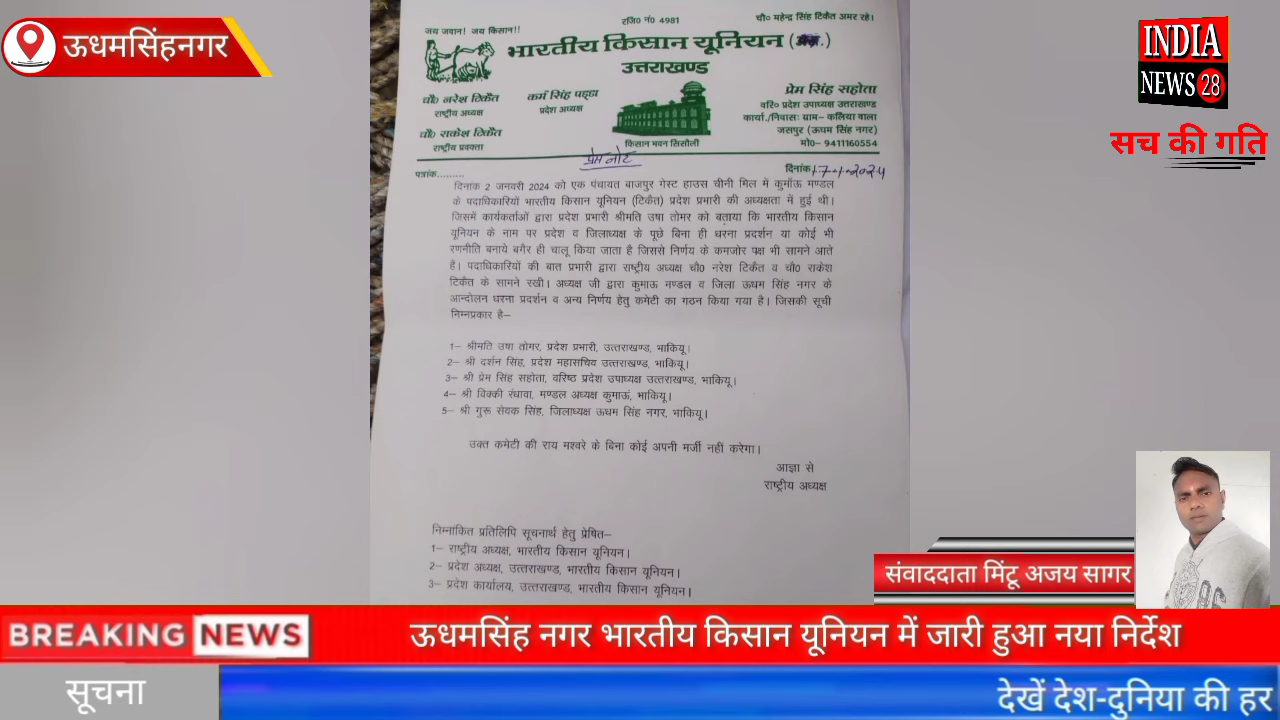 ऊधमसिंहनगर
INDIA
NEWS 28
सच की गति
रजि0 नं0 4981
चौ० महेन्द्र सिंह टिकैत अमर रहे।
जय जवान! जय किसान!!
भारतीय किसान यूनियन
उत्तराखण्ड
चौ० नरेश टिकैत
राष्ट्रीय अध्यक्ष
कर्म सिंह पड्डा
प्रदेश अध्यक्ष
चौ० राकेश टिकैत
राष्ट्रीय प्रवक्ता
किसान भवन सिसौली
प्रेम सिंह सहोता
वरि० प्रदेश उपाध्यक्ष उत्तराखण्ड
कार्या./निवासः ग्राम– कलिया वाला
जसपुर (ऊधम सिंह नगर)
मो0– 9411160554
प्रेस नोट
पत्रांक.........
दिनांक 17-1-2024
दिनांक 2 जनवरी 2024 को एक पंचायत बाजपुर गेस्ट हाउस चीनी मिल में कुमाँऊ मण्डल
के पदाधिकारियों भारतीय किसान यूनियन (टिकैत) प्रदेश प्रभारी की अध्यक्षता में हुई थी।
जिसमें कार्यकर्ताओं द्वारा प्रदेश प्रभारी श्रीमति उषा तोमर को बताया कि भारतीय किसान
यूनियन के नाम पर प्रदेश व जिलाध्यक्ष के पूछे बिना ही धरना प्रदर्शन या कोई भी
रणनीति बनाये बगैर ही चालू किया जाता है जिससे निर्णय के कमजोर पक्ष भी सामने आते
है। पदाधिकारियों की बात प्रभारी द्वारा राष्ट्रीय अध्यक्ष चौ0 नरेश टिकैत व चौ0 राकेश
टिकैत के सामने रखी। अध्यक्ष जी द्वारा कुमाऊ मण्डल व जिला ऊधम सिंह नगर के
आन्दोलन धरना प्रदर्शन व अन्य निर्णय हेतु कमेटी का गठन किया गया है। जिसकी सूची
निम्नप्रकार है–
1– श्रीमति उषा तोमर, प्रदेश प्रभारी, उत्तराखण्ड, भाकियू।
2– श्री दर्शन सिंह, प्रदेश महासचिव उत्तराखण्ड, भाकियू।
3– श्री प्रेम सिंह सहोता, वरिष्ठ प्रदेश उपाध्यक्ष उत्तराखण्ड, भाकियू।
4– श्री विक्की रंधावा, मण्डल अध्यक्ष कुमाऊं, भाकियू।
5– श्री गुरू सेवक सिंह, जिलाध्यक्ष ऊधम सिंह नगर, भाकियू।
उक्त कमेटी की राय मश्वरे के बिना कोई अपनी मर्जी नहीं करेगा।
आज्ञा से
राष्ट्रीय अध्यक्ष
निम्नांकित प्रतिलिपि सूचनार्थ हेतु प्रेषित–
1– राष्ट्रीय अध्यक्ष, भारतीय किसान यूनियन।
2– प्रदेश अध्यक्ष, उत्तराखण्ड, भारतीय किसान यूनियन।
3– प्रदेश कार्यालय, उत्तराखण्ड, भारतीय किसान यूनियन।
संवाददाता मिंटू अजय सागर
BREAKING NEWS
ऊधमसिंह नगर भारतीय किसान यूनियन में जारी हुआ नया निर्देश
सूचना
देखें देश-दुनिया की हर